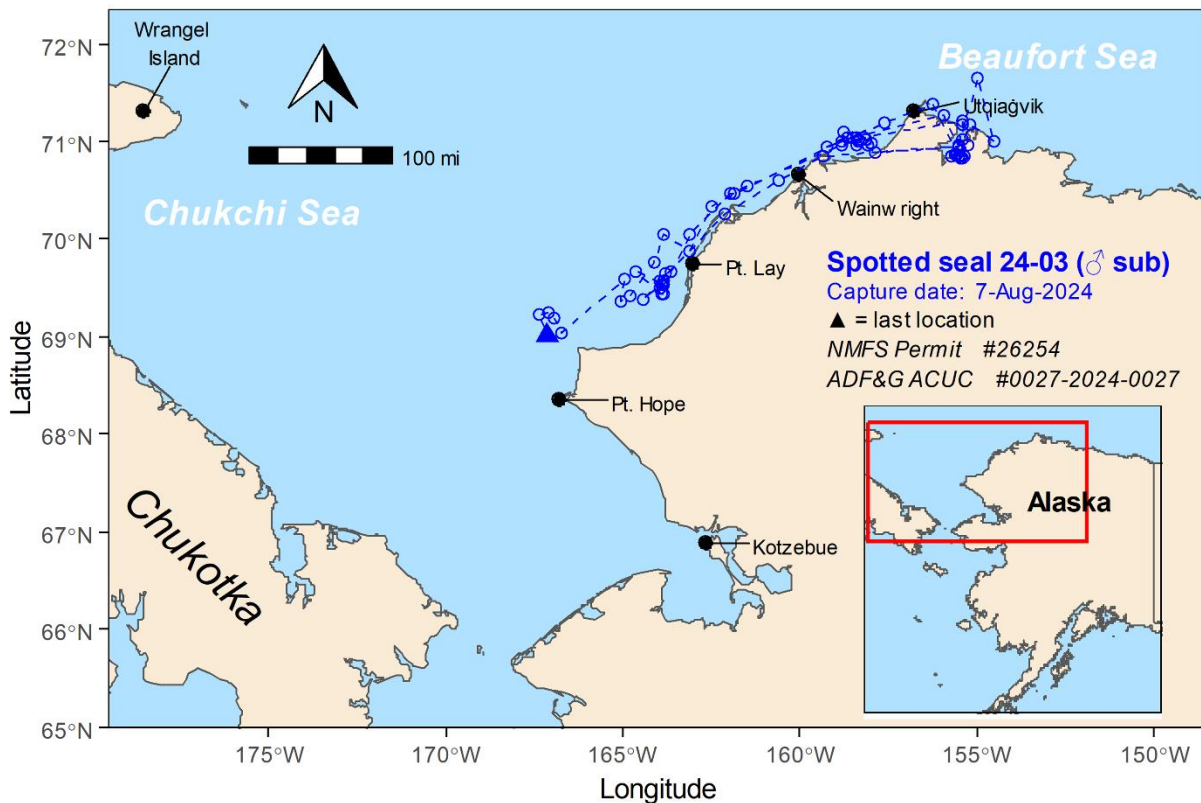 Wrangel
Island
Beaufort Sea
N
100 mi
Utqiaġvik
Chukchi Sea
Wainw right
Pt. Lay
Spotted seal 24-03 (♂ sub)
Capture date: 7-Aug-2024
▲ = last location
NMFS Permit #26254
ADF&G ACUC #0027-2024-0027
Pt. Hope
Alaska
Chukotka
Kotzebue
72°N
71°N
70°N
69°N
68°N
67°N
66°N
65°N
Latitude
175°W
170°W
165°W
160°W
155°W
150°W
Longitude